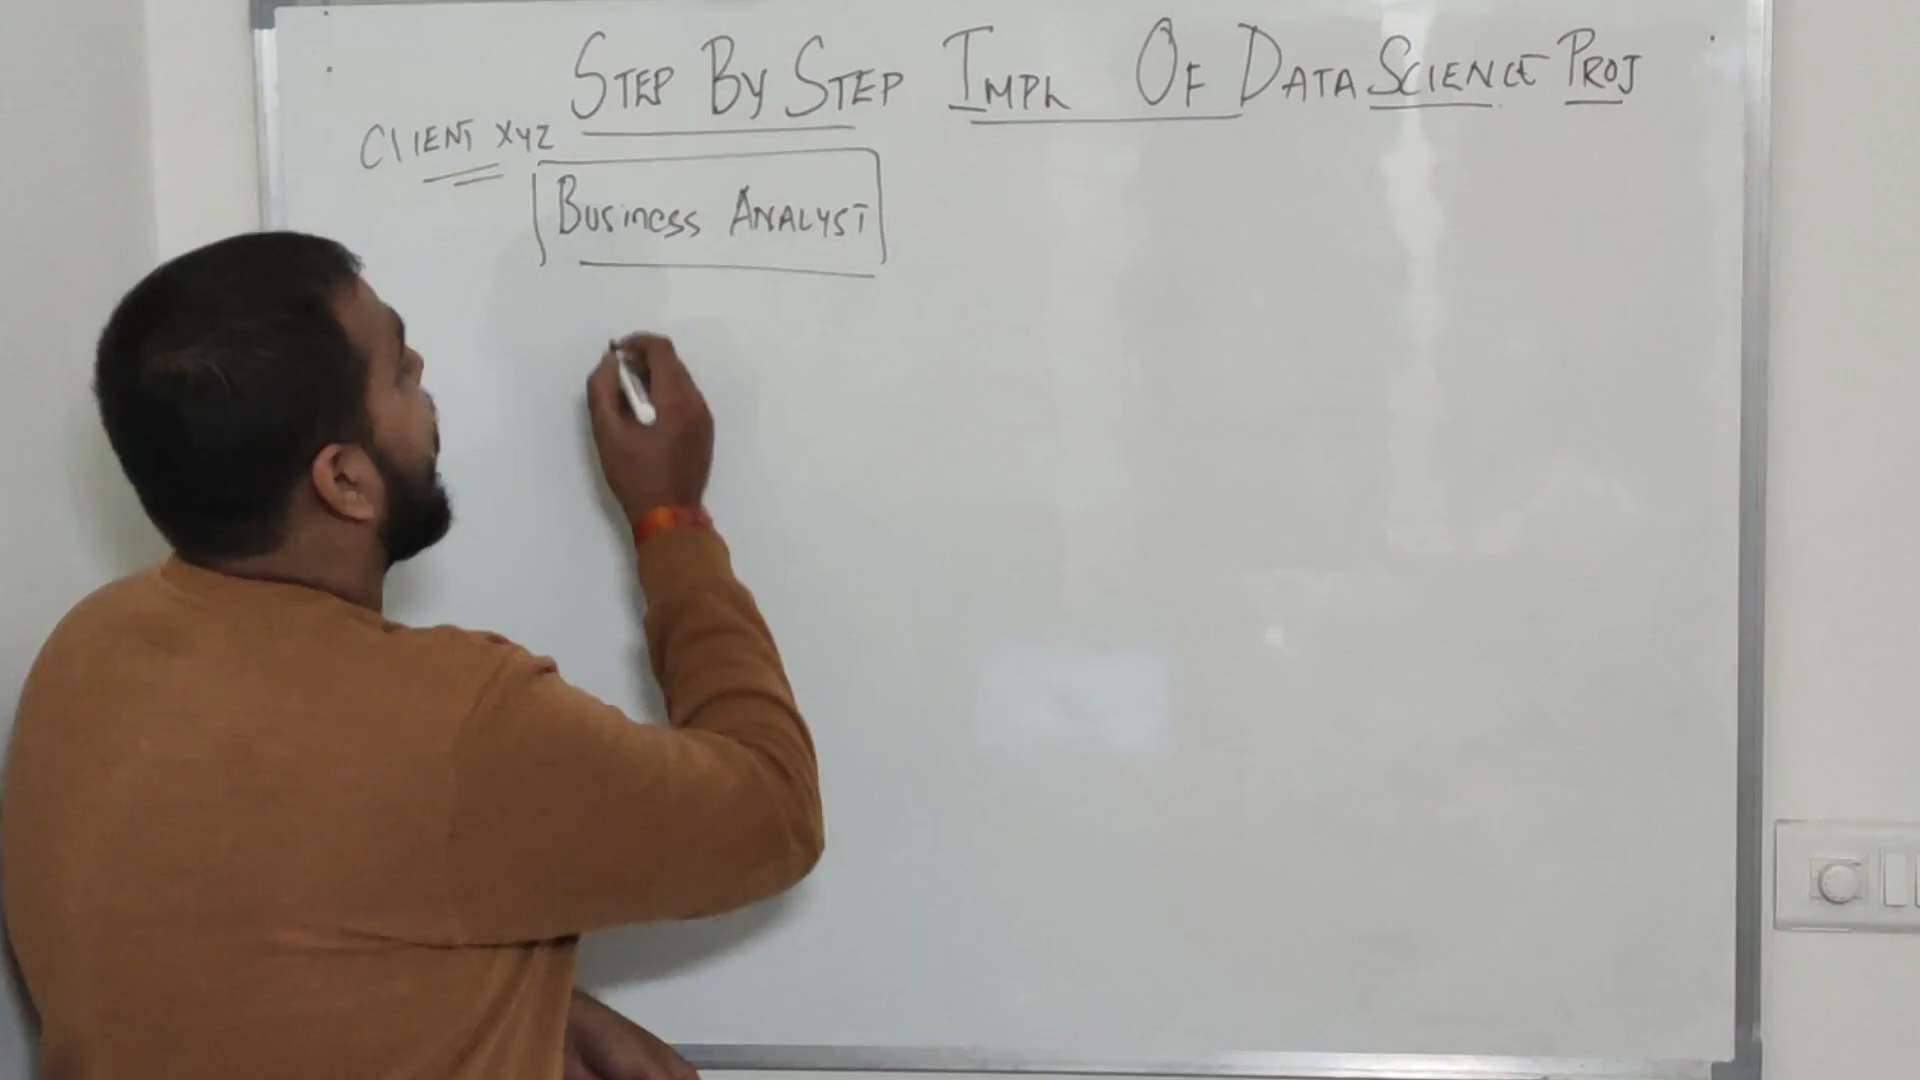 STEP BY STEP IMPL OF DATA SCIENCE PROJ
CLIENT XYZ
BUSINESS ANALYST